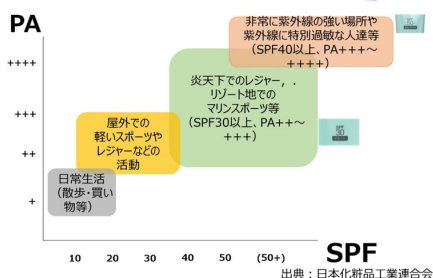 PA
非常に紫外線の強い場所や
紫外線に特別過敏な人達等
(SPF40以上、PA+++～
++++)
++++
炎天下でのレジャー，.
リゾート地での
マリンスポーツ等
(SPF30以上、PA++～
+++)
SPF
30
+++
屋外での
軽いスポーツや
レジャーなどの
活動
++
日常生活
（散歩・買い
物等）
+
10 20 30 40 50 (50+) SPF
出典：日本化粧品工業連合会